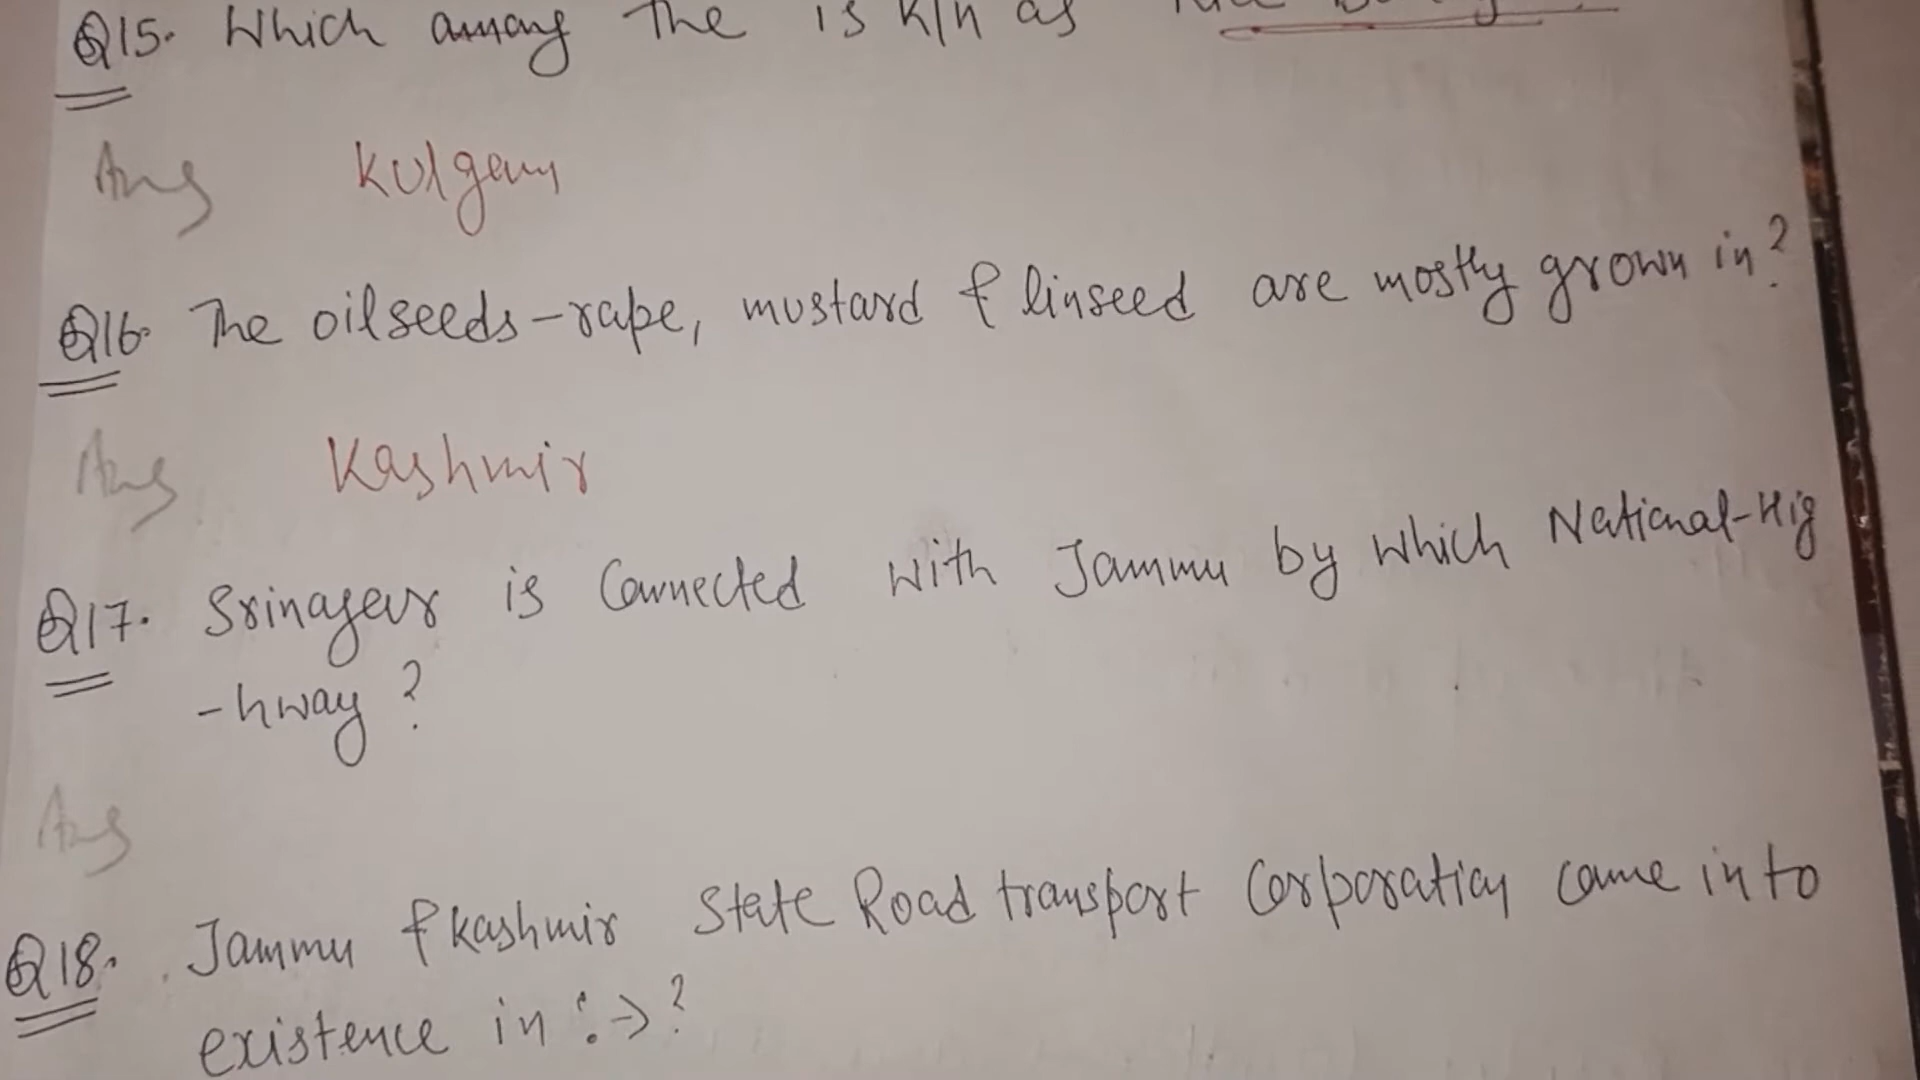 Q15. Which among the is k/n as
Ans Kulgam
Q16. The oilseeds-rape, mustard & linseed are mostly grown in?
Ans Kashmir
Q17. Srinagar is Connected with Jammu by which National-Hig
-hway ?
Ans
Q18. Jammu & kashmir State Road transport Corporation came into
existence in :→ ?